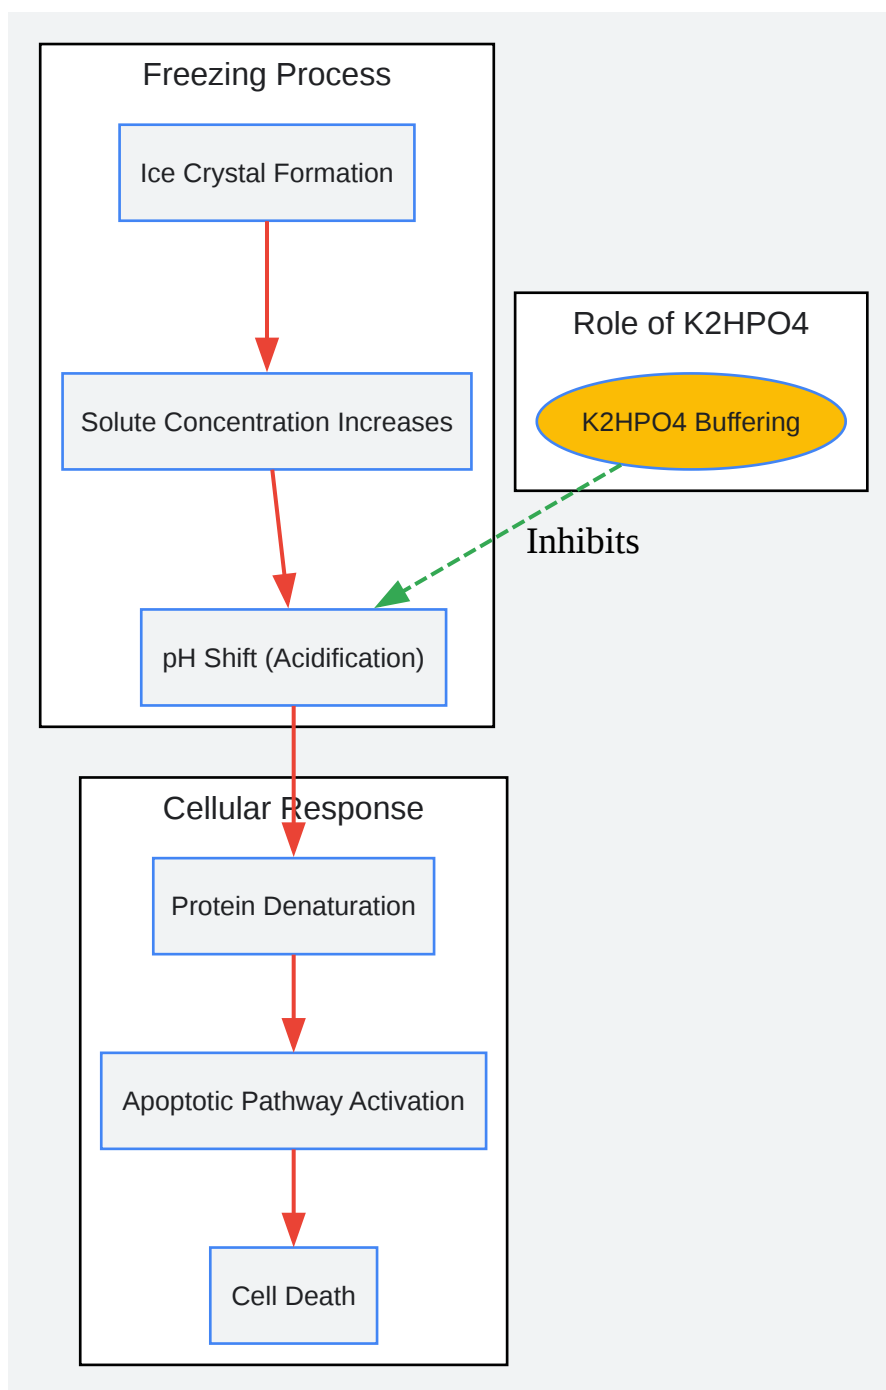 Freezing Process
Ice Crystal Formation
Solute Concentration Increases
Role of K2HPO4
K2HPO4 Buffering
Inhibits
pH Shift (Acidification)
Cellular Response
Protein Denaturation
Apoptotic Pathway Activation
Cell Death